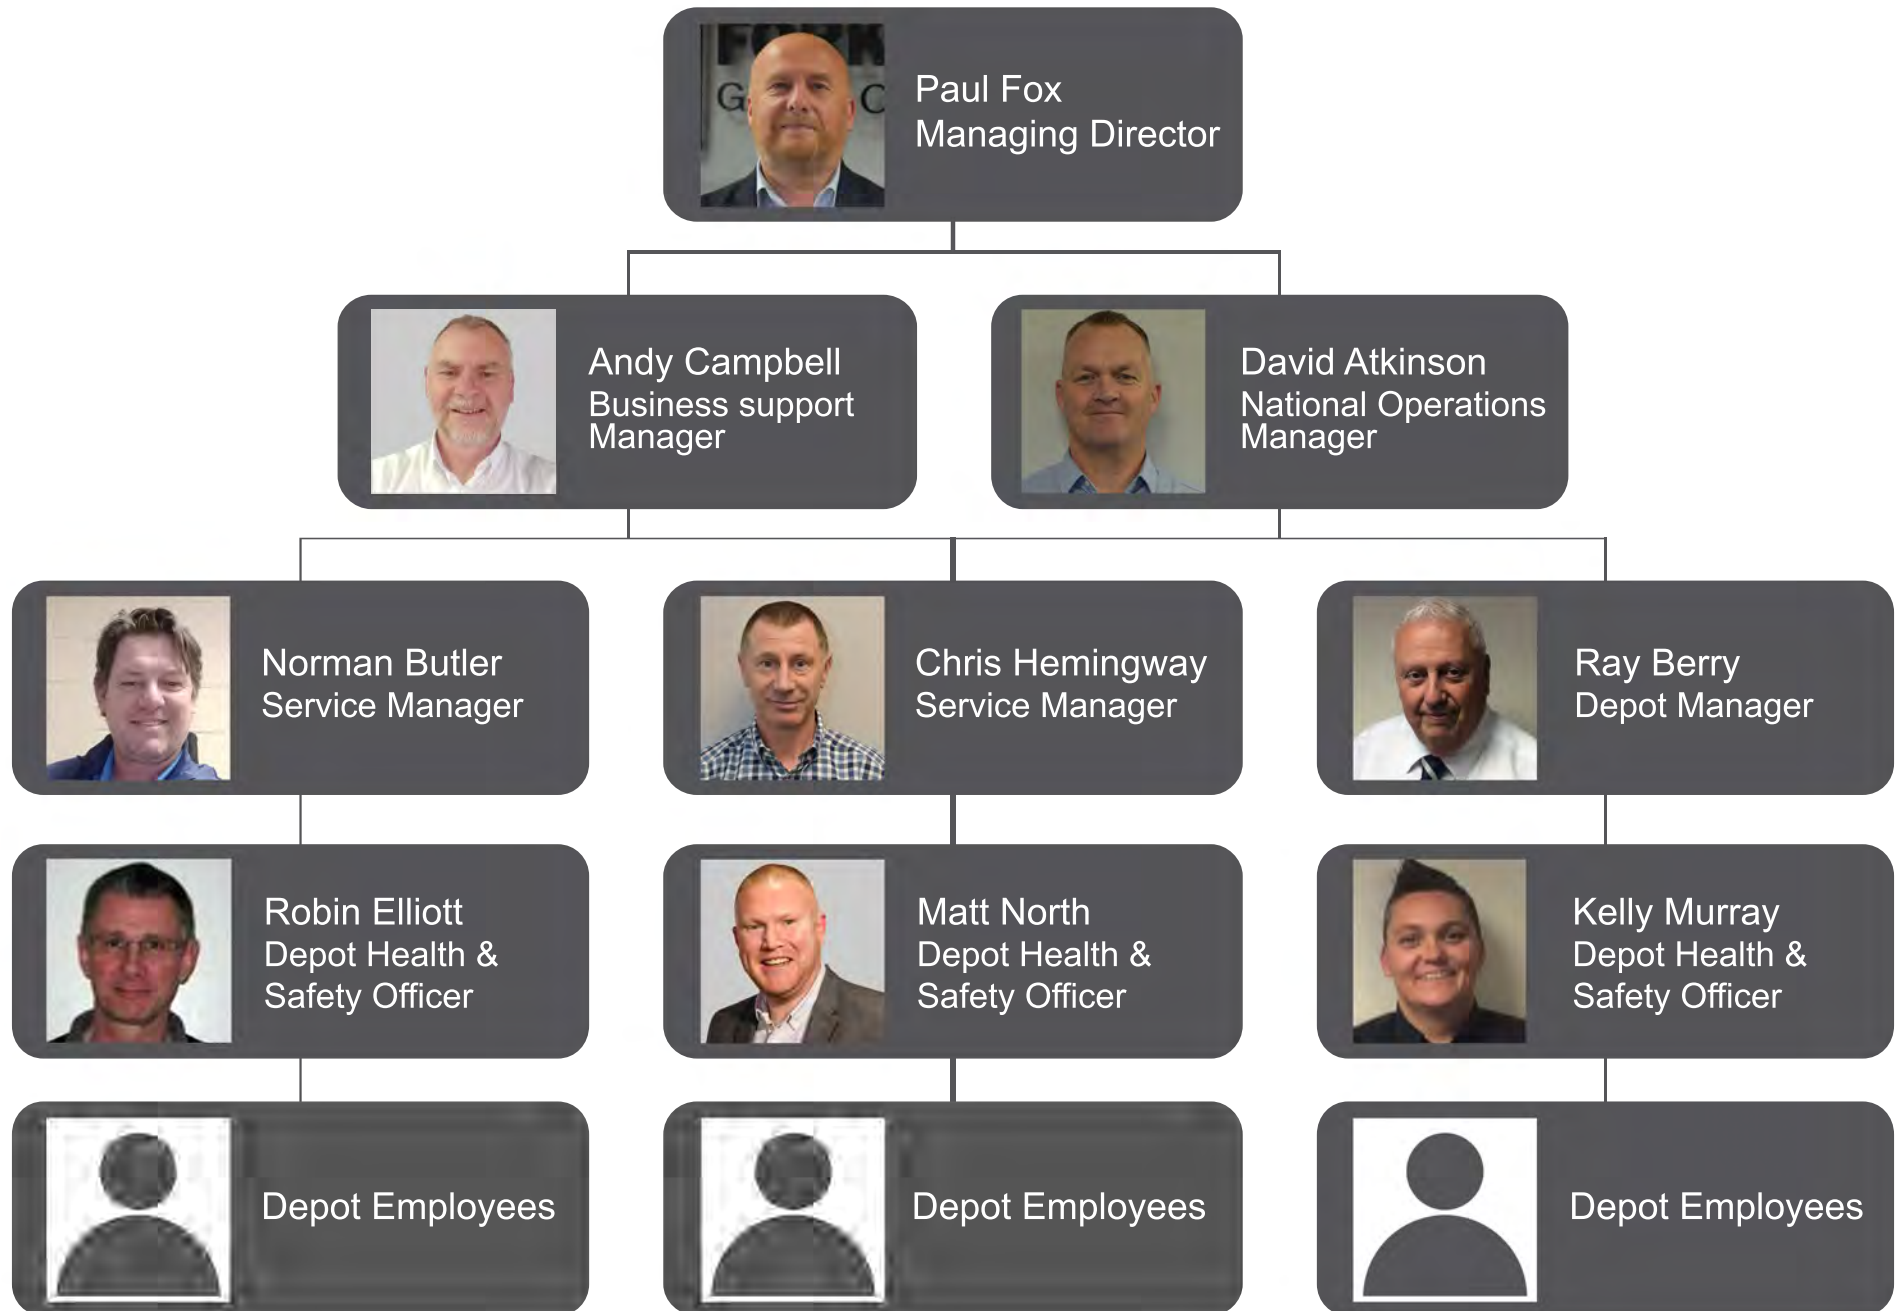 Paul Fox
Managing Director
Andy Campbell
Business support
Manager
David Atkinson
National Operations
Manager
Norman Butler
Service Manager
Chris Hemingway
Service Manager
Ray Berry
Depot Manager
Robin Elliott
Depot Health &
Safety Officer
Matt North
Depot Health &
Safety Officer
Kelly Murray
Depot Health &
Safety Officer
Depot Employees
Depot Employees
Depot Employees